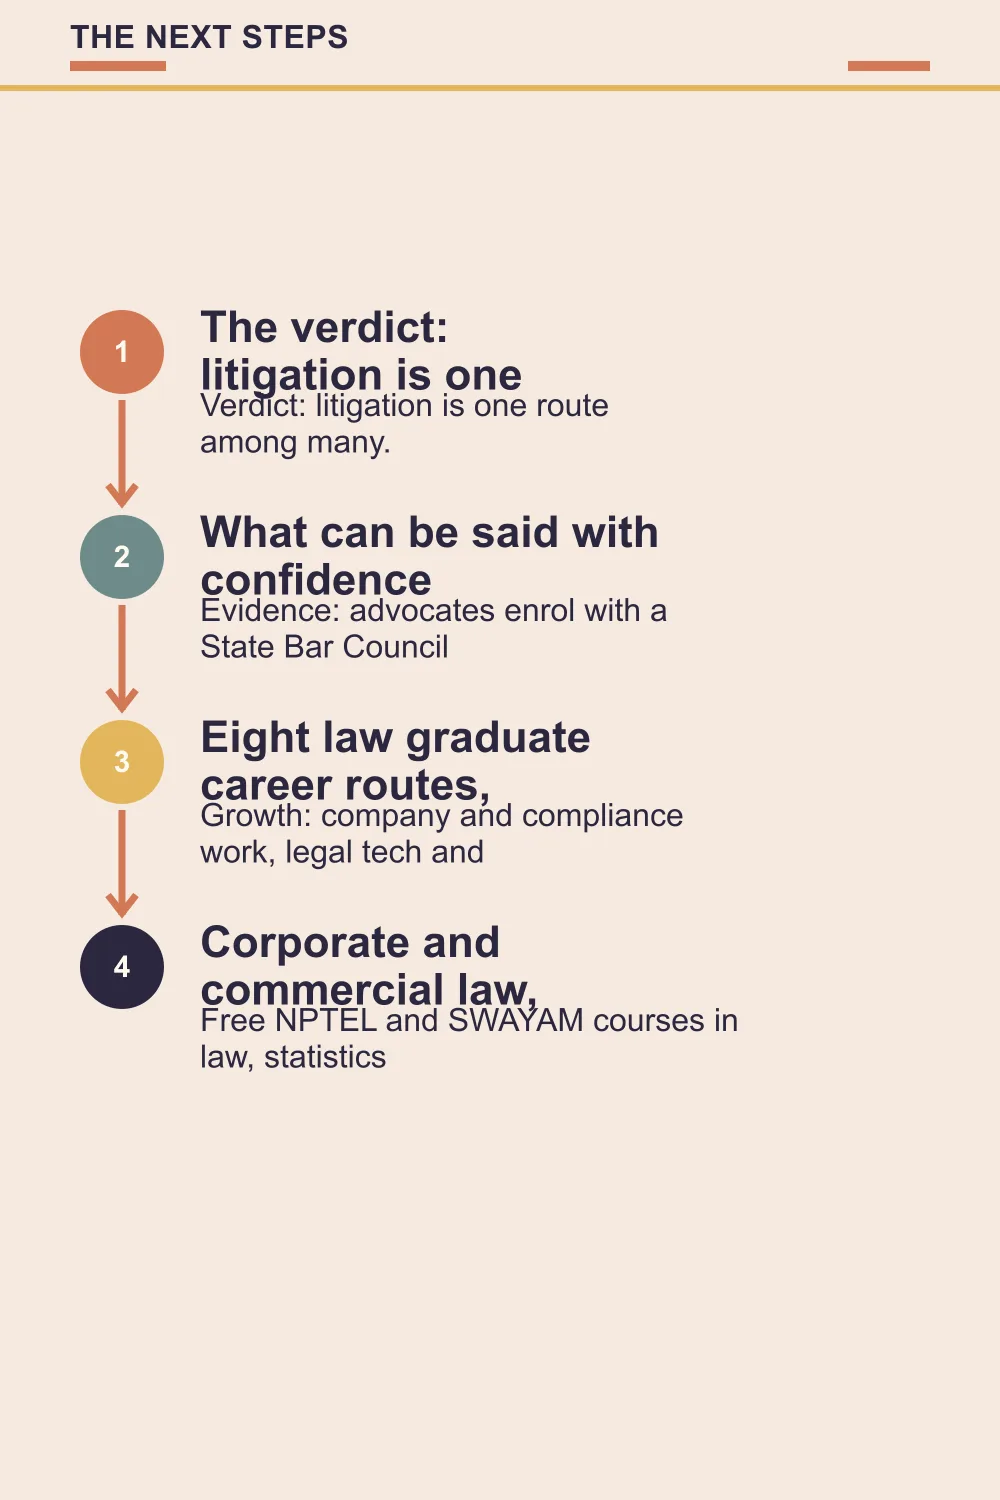 THE NEXT STEPS
1
The verdict:
litigation is one
Verdict: litigation is one route
among many.
2
What can be said with
confidence
Evidence: advocates enrol with a
State Bar Council
3
Eight law graduate
career routes,
Growth: company and compliance
work, legal tech and
4
Corporate and
commercial law,
Free NPTEL and SWAYAM courses in
law, statistics